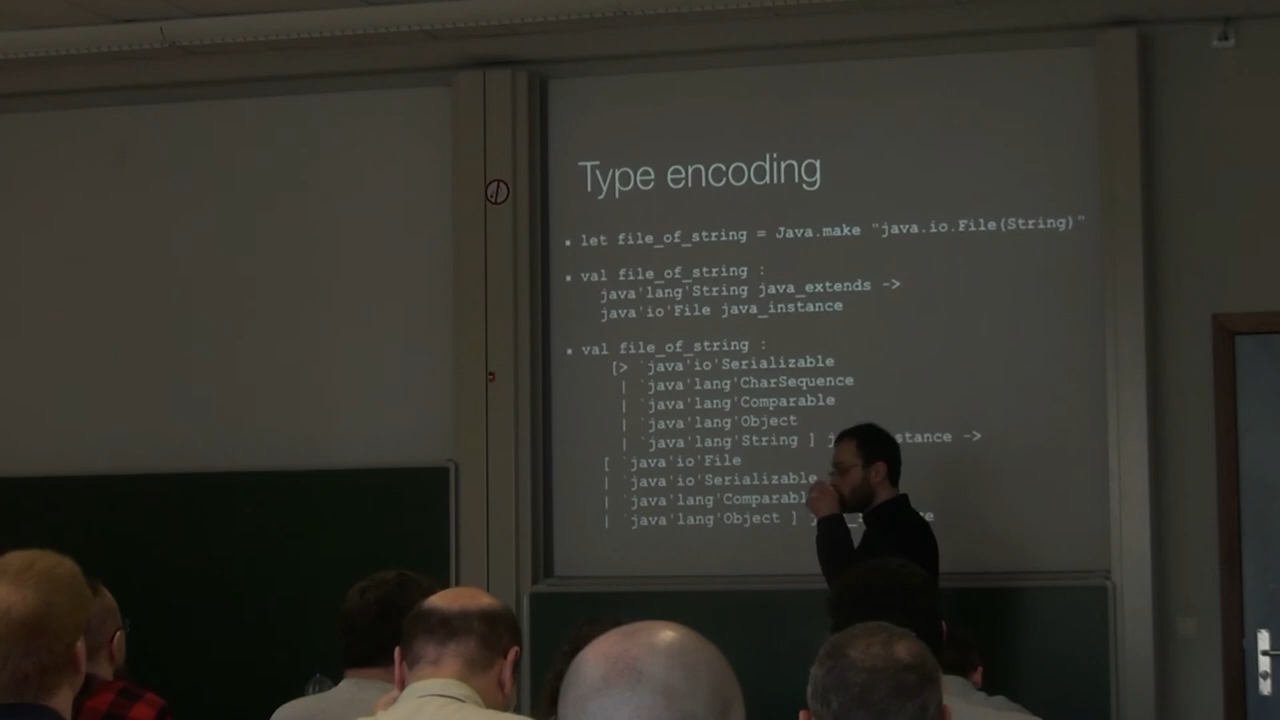 Type encoding
▪ let file_of_string = Java.make "java.io.File(String)"
▪ val file_of_string :
java'lang'String java_extends ->
java'io'File java_instance
▪ val file_of_string :
[> `java'io'Serializable
| `java'lang'CharSequence
| `java'lang'Comparable
| `java'lang'Object
| `java'lang'String ] ->
[ `java'io'File
| `java'io'Serializable
| `java'lang'Comparable
| `java'lang'Object ]